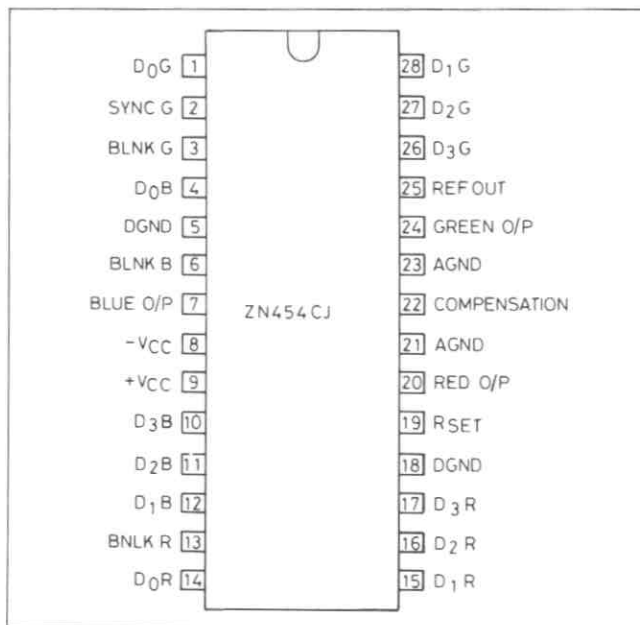 D0G 1 28 D1G
SYNC G 2 27 D2G
BLNK G 3 26 D3G
D0B 4 25 REF OUT
DGND 5 24 GREEN O/P
BLNK B 6 23 AGND
BLUE O/P 7 22 COMPENSATION
ZN454CJ
-VCC 8 21 AGND
+VCC 9 20 RED O/P
D3B 10 19 RSET
D2B 11 18 DGND
D1B 12 17 D3R
BNLK R 13 16 D2R
D0R 14 15 D1R